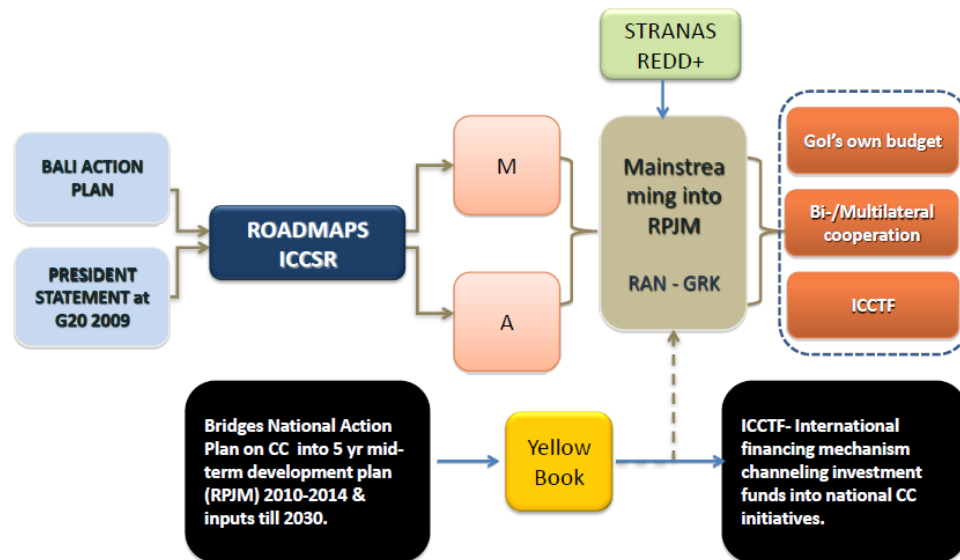 STRANAS
REDD+
BALI ACTION
PLAN
PRESIDENT
STATEMENT at
G20 2009
ROADMAPS
ICCSR
M
A
Mainstrea
ming into
RPJM
RAN - GRK
GoI's own budget
Bi-/Multilateral
cooperation
ICCTF
Bridges National Action
Plan on CC into 5 yr mid-
term development plan
(RPJM) 2010-2014 &
inputs till 2030.
Yellow
Book
ICCTF- International
financing mechanism
channeling investment
funds into national CC
initiatives.